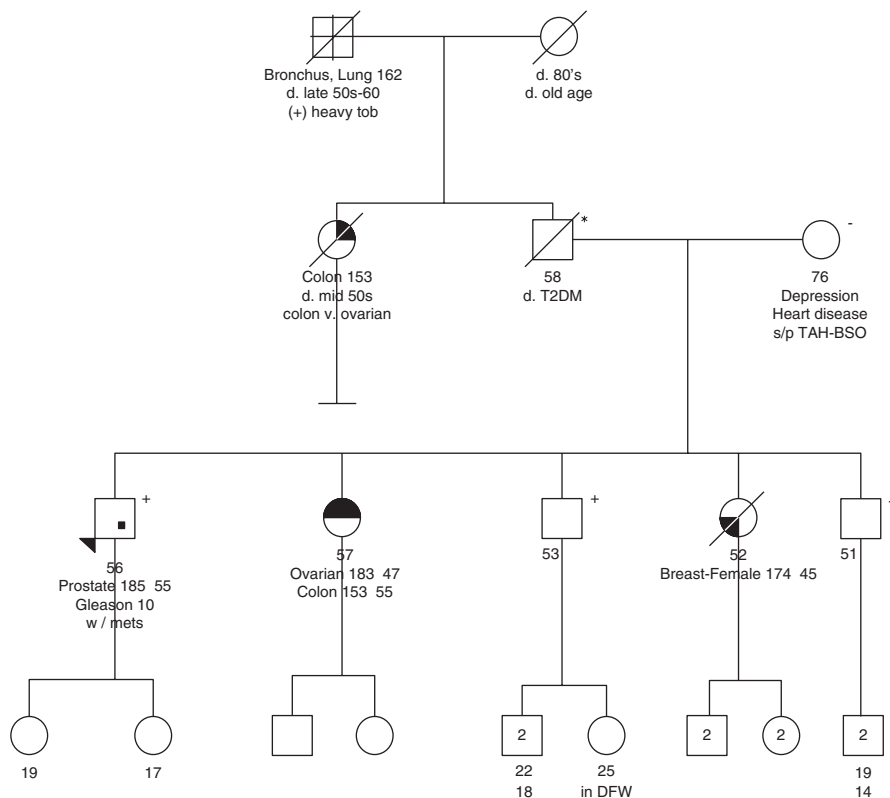 Bronchus, Lung 162
d. late 50s-60
(+) heavy tob
d. 80's
d. old age
*
-
Colon 153
d. mid 50s
colon v. ovarian
58
d. T2DM
76
Depression
Heart disease
s/p TAH-BSO
+
+
56
Prostate 185 55
Gleason 10
w / mets
57
Ovarian 183 47
Colon 153 55
53
52
Breast-Female 174 45
51
19
17
2
22
18
25
in DFW
2
2
2
19
14